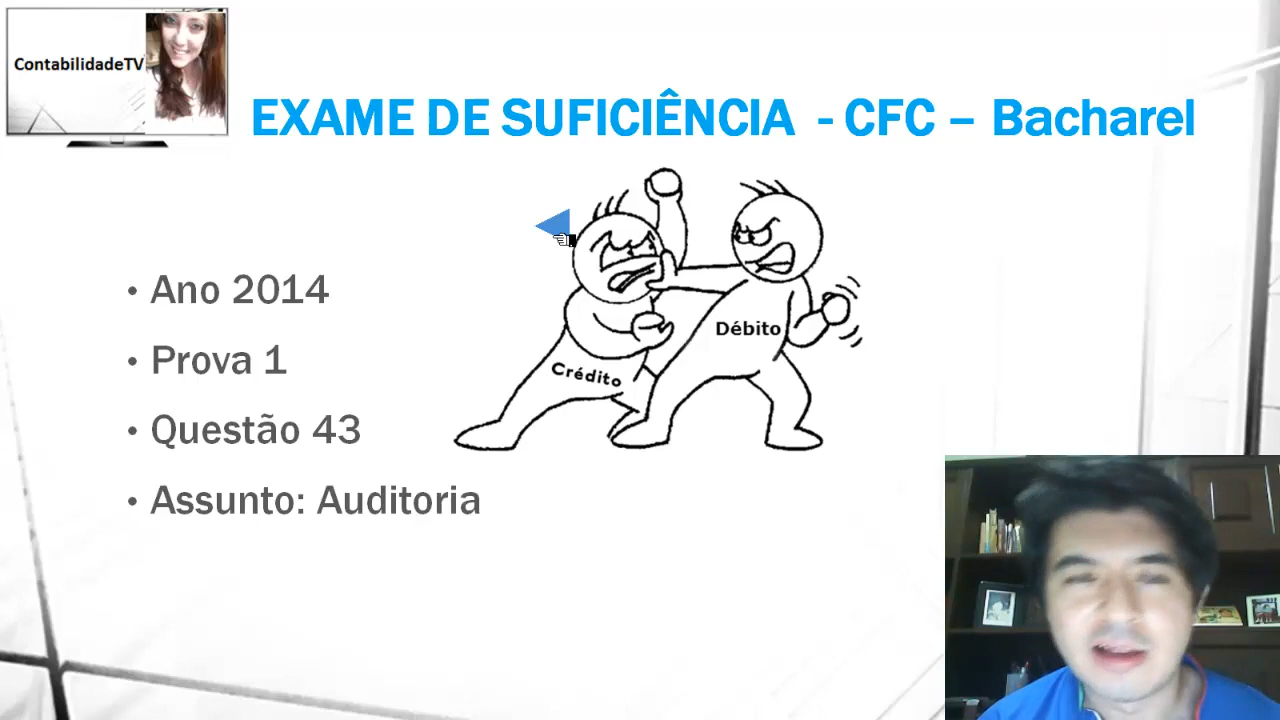 ContabilidadeTV
EXAME DE SUFICIÊNCIA - CFC – Bacharel
• Ano 2014
• Prova 1
• Questão 43
• Assunto: Auditoria
Crédito
Débito